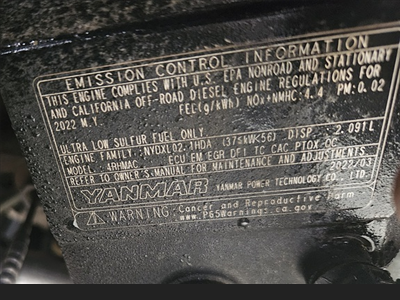 EMISSION CONTROL INFORMATION
THIS ENGINE COMPLIES WITH U.S. EPA NONROAD AND STATIONARY
AND CALIFORNIA OFF-ROAD DIESEL ENGINE REGULATIONS FOR
2022 M.Y. FEL(g/kWh) NOx+NMHC:4.4 PM:0.02
ULTRA LOW SULFUR FUEL ONLY
ENGINE FAMILY: NYDXL02.1HDA (37≤kW<56) DISP.: 2.09TL
MODEL: ECU EM EGR DFI TC CAC PTOX OC
REFER TO OWNER'S MANUAL FOR MAINTENANCE AND ADJUSTMENTS
2022/03
YANMAR YANMAR POWER TECHNOLOGY CO., LTD.
WARNING: Cancer and Reproductive Harm
www.P65Warnings.ca.gov